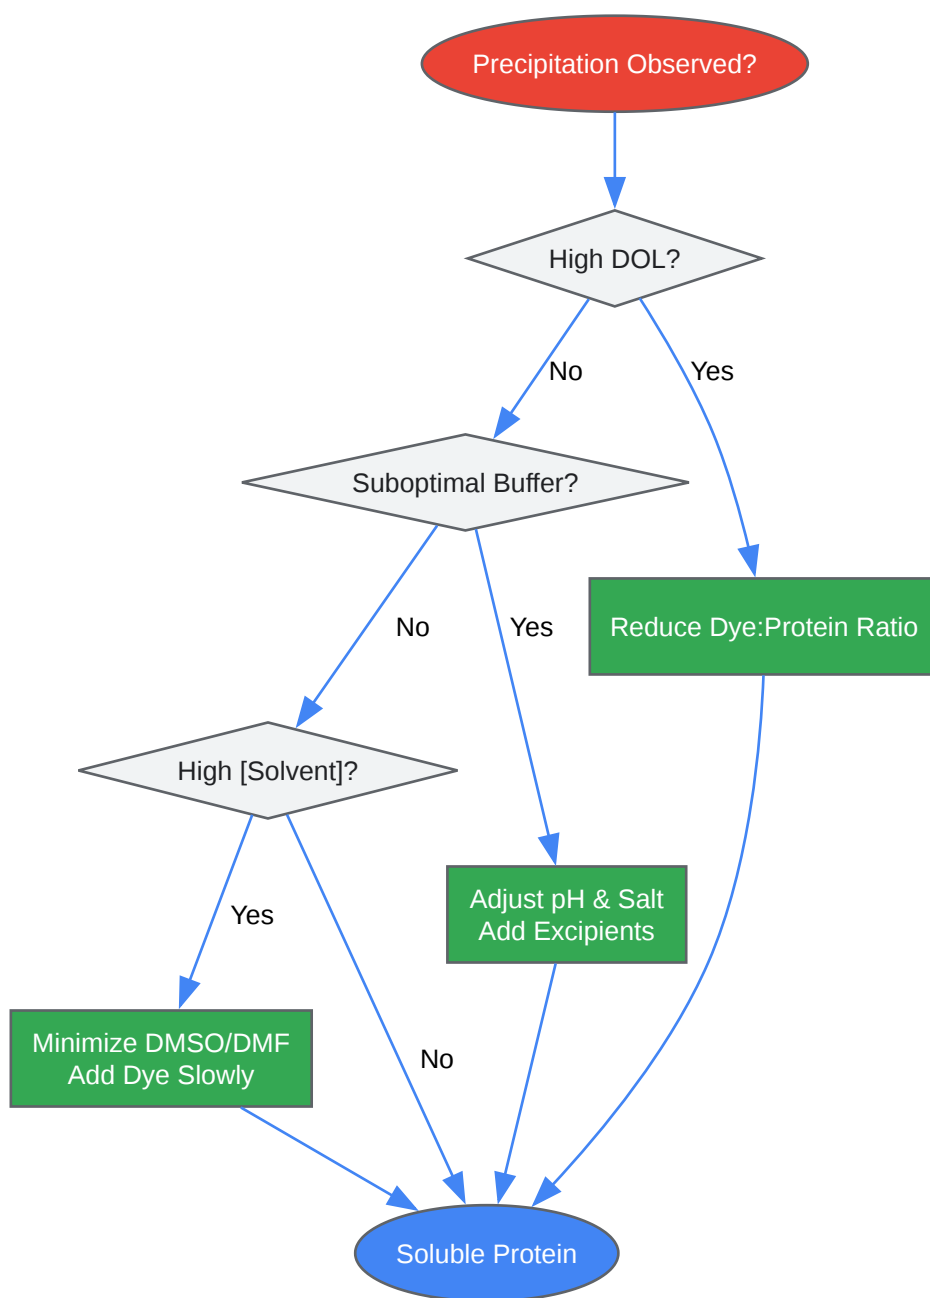 Precipitation Observed?
High DOL?
No
Yes
Suboptimal Buffer?
No
Yes
Reduce Dye:Protein Ratio
High [Solvent]?
Yes
Adjust pH & Salt
Add Excipients
Minimize DMSO/DMF
Add Dye Slowly
No
Soluble Protein